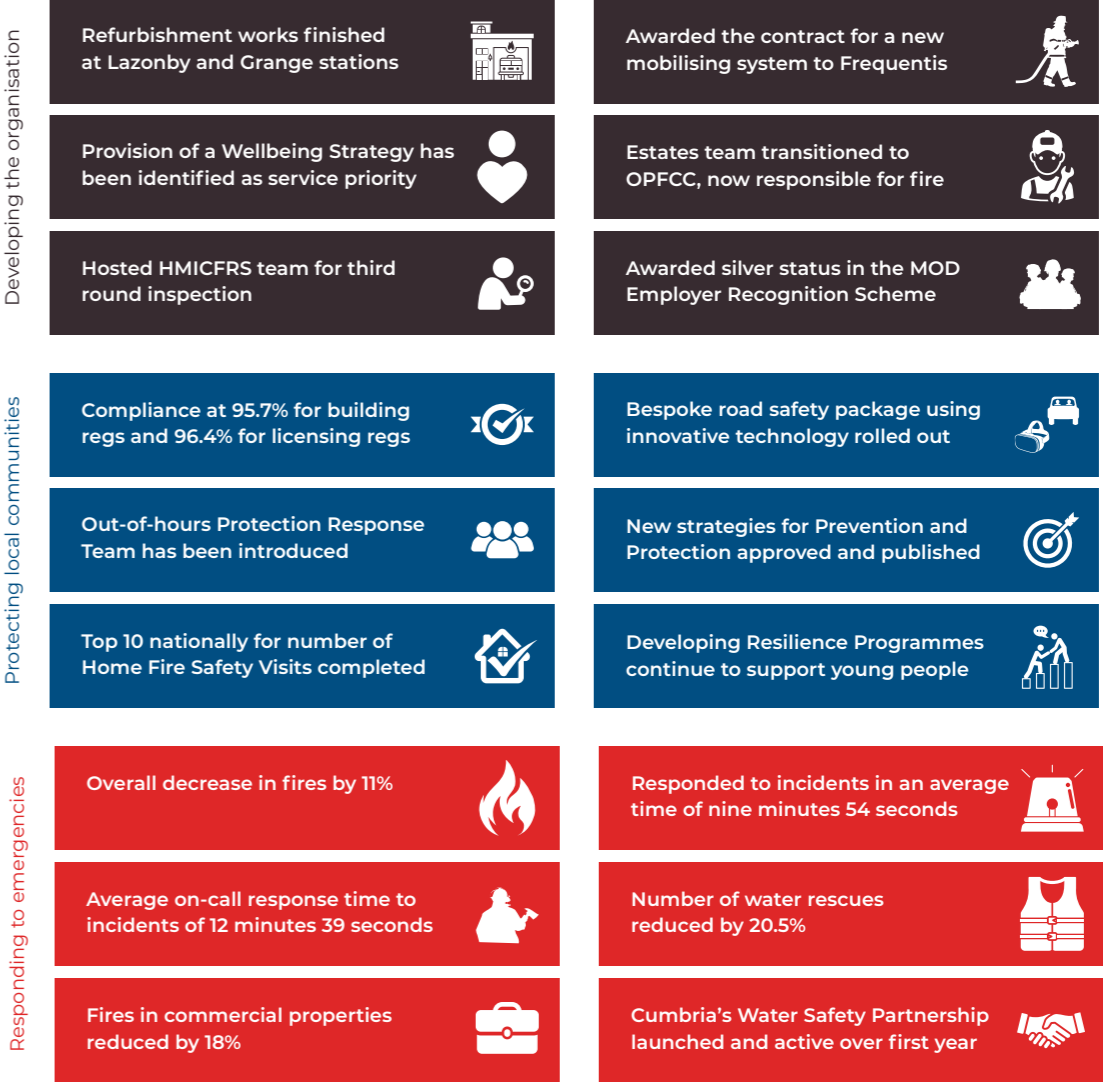 Developing the organisation
Refurbishment works finished
at Lazonby and Grange stations
Awarded the contract for a new
mobilising system to Frequentis
Provision of a Wellbeing Strategy has
been identified as service priority
Estates team transitioned to
OPFCC, now responsible for fire
Hosted HMICFRS team for third
round inspection
Awarded silver status in the MOD
Employer Recognition Scheme
Protecting local communities
Compliance at 95.7% for building
regs and 96.4% for licensing regs
Bespoke road safety package using
innovative technology rolled out
Out-of-hours Protection Response
Team has been introduced
New strategies for Prevention and
Protection approved and published
Top 10 nationally for number of
Home Fire Safety Visits completed
Developing Resilience Programmes
continue to support young people
Responding to emergencies
Overall decrease in fires by 11%
Responded to incidents in an average
time of nine minutes 54 seconds
Average on-call response time to
incidents of 12 minutes 39 seconds
Number of water rescues
reduced by 20.5%
Fires in commercial properties
reduced by 18%
Cumbria's Water Safety Partnership
launched and active over first year